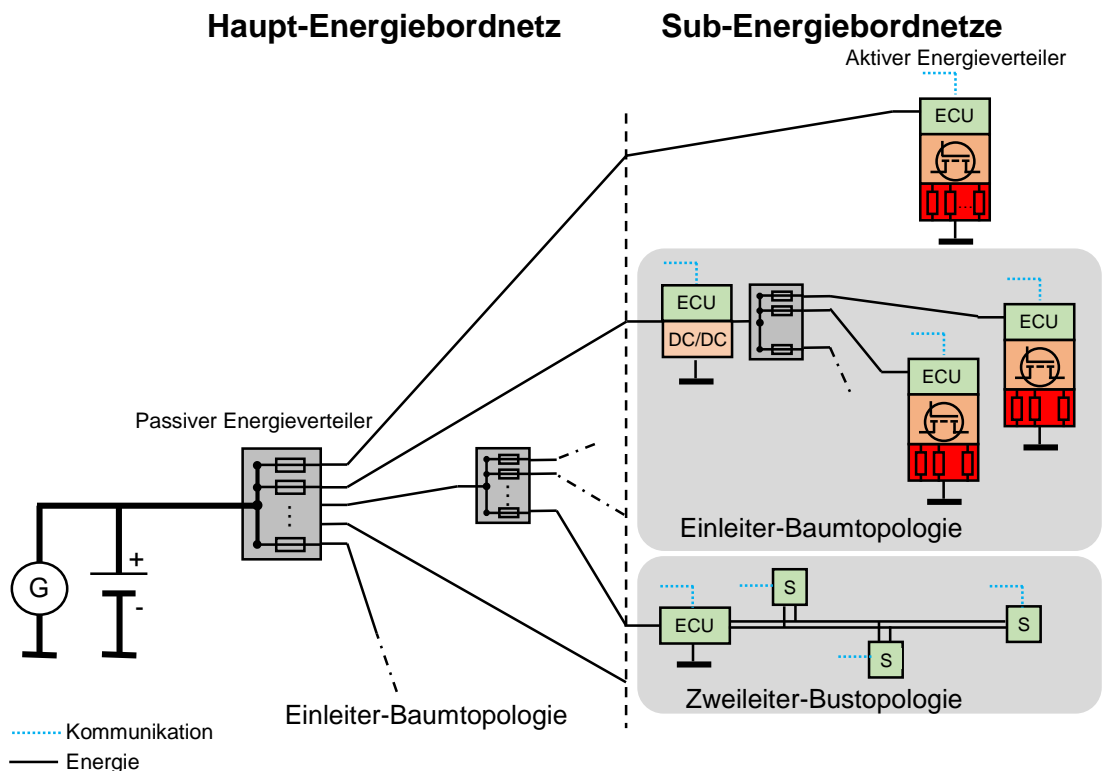 Haupt-Energiebordnetz
Sub-Energiebordnetze
Aktiver Energieverteiler
ECU
...
ECU
DC/DC
ECU
ECU
Passiver Energieverteiler
Einleiter-Baumtopologie
+
-
G
S
ECU
S
S
Zweileiter-Bustopologie
Einleiter-Baumtopologie
Kommunikation
Energie